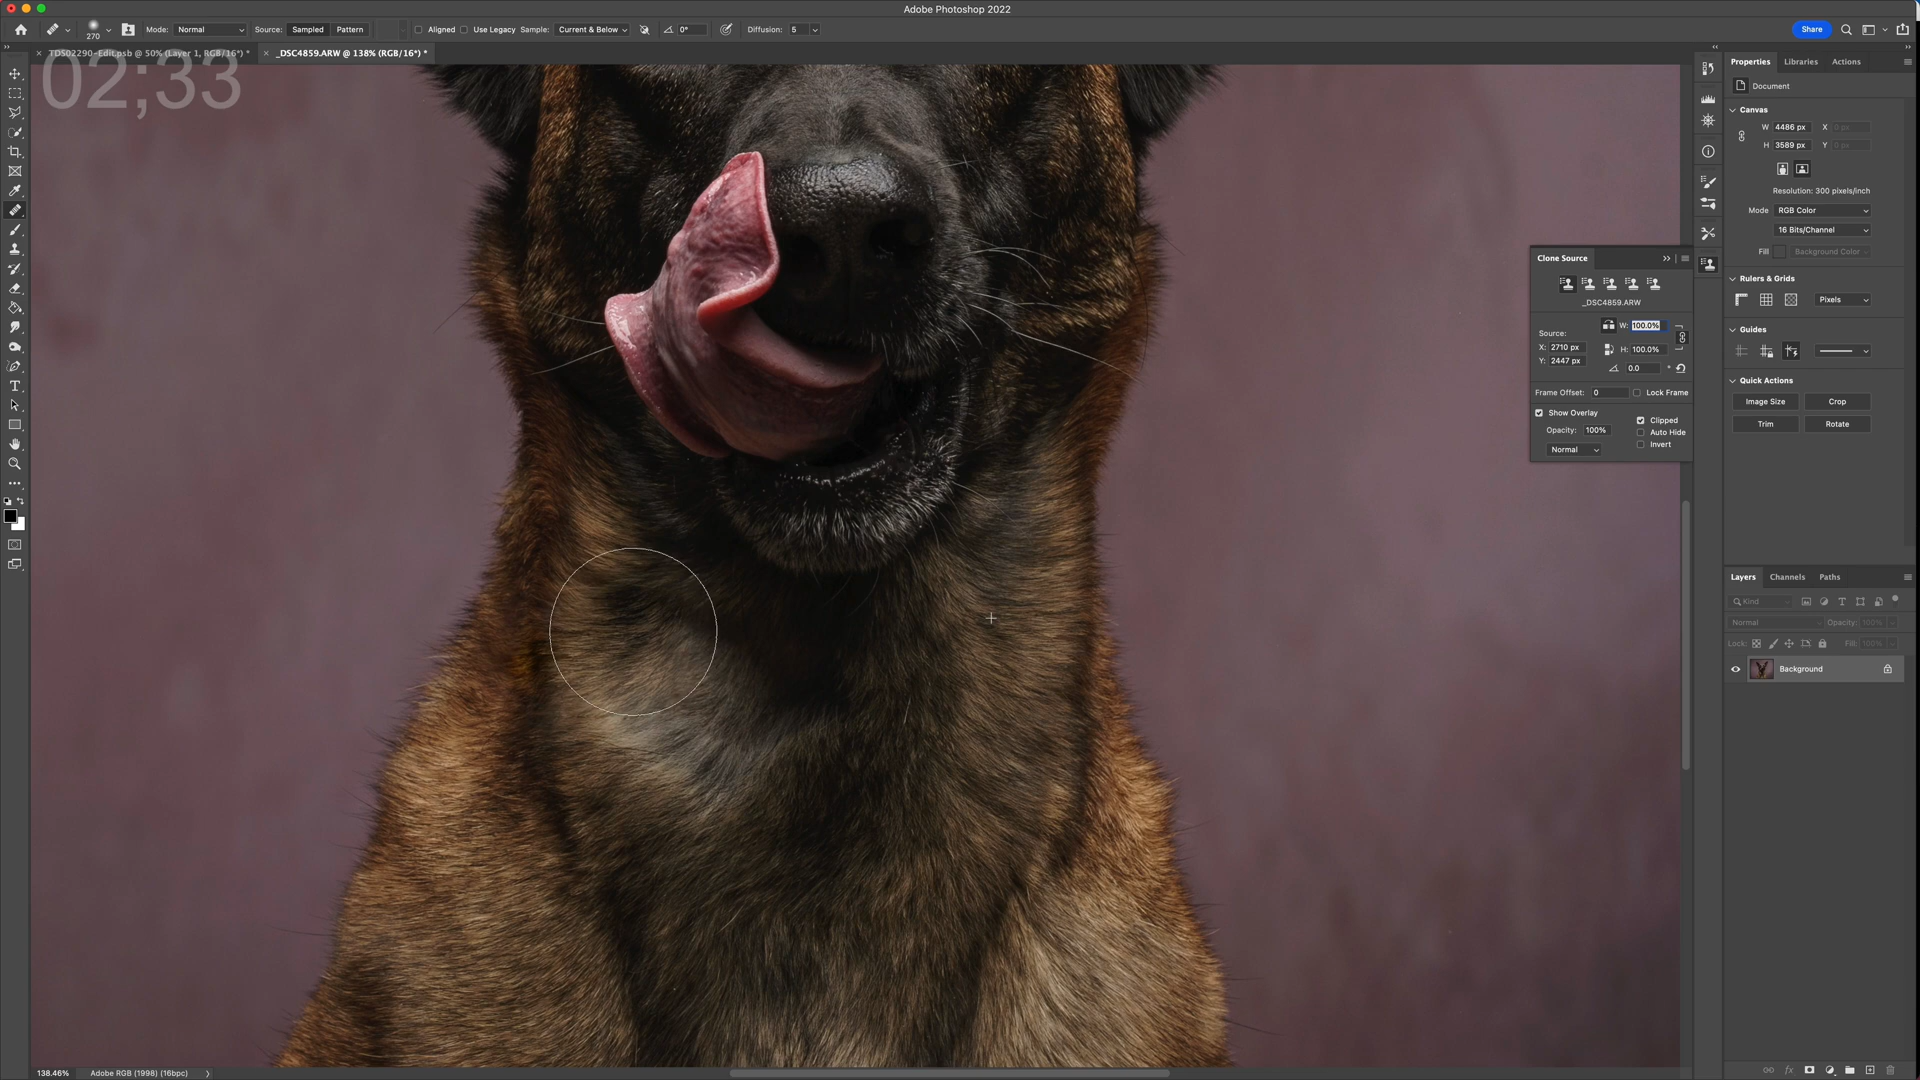 Adobe Photoshop 2022
270
Mode: Normal
Source: Sampled Pattern
Aligned
Use Legacy
Sample: Current & Below
0°
Diffusion: 5
Share
TDS02290-Edit.psb @ 50% (Layer 1, RGB/16*) *
_DSC4859.ARW @ 138% (RGB/16*) *
02;33
Properties Libraries Actions
Document
Canvas
W 4486 px X 0 px
H 3589 px Y 0 px
Resolution: 300 pixels/inch
Mode RGB Color
16 Bits/Channel
Fill Background Color
Rulers & Grids
Pixels
Guides
Quick Actions
Image Size Crop
Trim Rotate
Clone Source
_DSC4859.ARW
Source:
X: 2710 px
Y: 2447 px
W: 100.0%
H: 100.0%
0.0 °
Frame Offset: 0 Lock Frame
Show Overlay
Opacity: 100%
Normal
Clipped
Auto Hide
Invert
Layers Channels Paths
Kind
Normal Opacity: 100%
Lock: Fill: 100%
Background
138.46% Adobe RGB (1998) (16bpc)